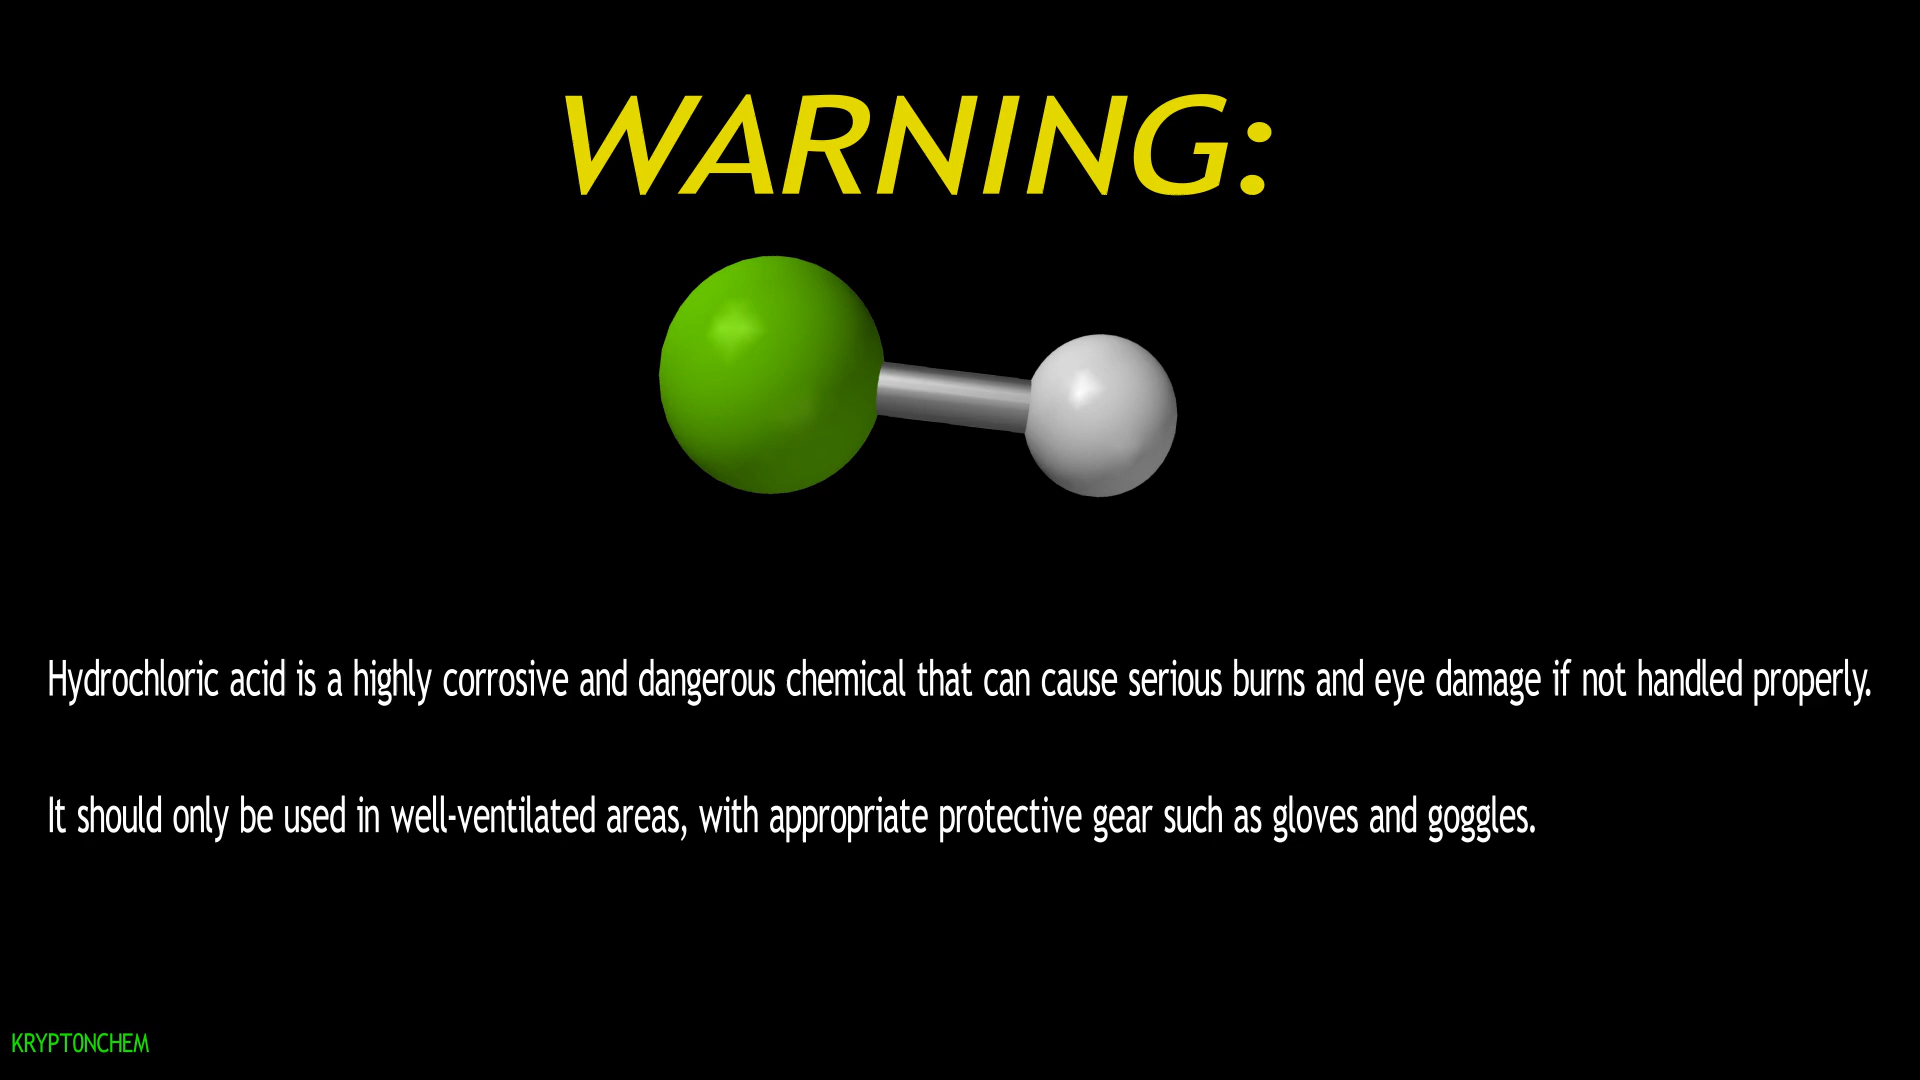 WARNING:
Hydrochloric acid is a highly corrosive and dangerous chemical that can cause serious burns and eye damage if not handled properly.
It should only be used in well-ventilated areas, with appropriate protective gear such as gloves and goggles.
KRYPTONCHEM